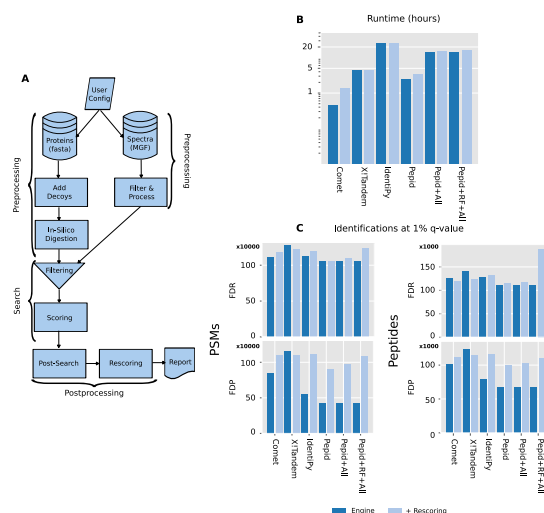 A
User
Config
Proteins
(fasta)
Spectra
(MGF)
Preprocessing
Preprocessing
Add
Decoys
Filter &
Process
In-Silico
Digestion
Filtering
Search
Scoring
Post-Search
Rescoring
Report
Postprocessing
B
Runtime (hours)
20
5
1
Comet
X!Tandem
IdentiPy
Pepid
Pepid+All
Pepid+RF+All
C
Identifications at 1% q-value
PSMs
x10000
100
50
0
FDR
x10000
100
50
0
FDP
Comet
X!Tandem
IdentiPy
Pepid
Pepid+All
Pepid+RF+All
Peptides
x10000
150
100
50
0
FDR
x10000
100
50
0
FDP
Comet
X!Tandem
IdentiPy
Pepid
Pepid+All
Pepid+RF+All
Engine
+ Rescoring